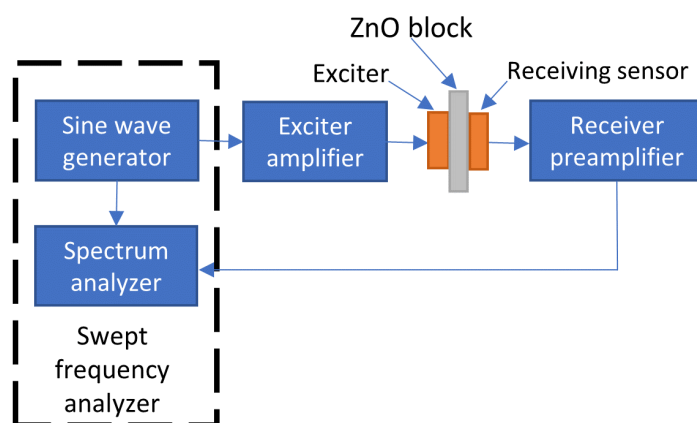 ZnO block
Exciter
Receiving sensor
Sine wave
generator
Exciter
amplifier
Receiver
preamplifier
Spectrum
analyzer
Swept
frequency
analyzer